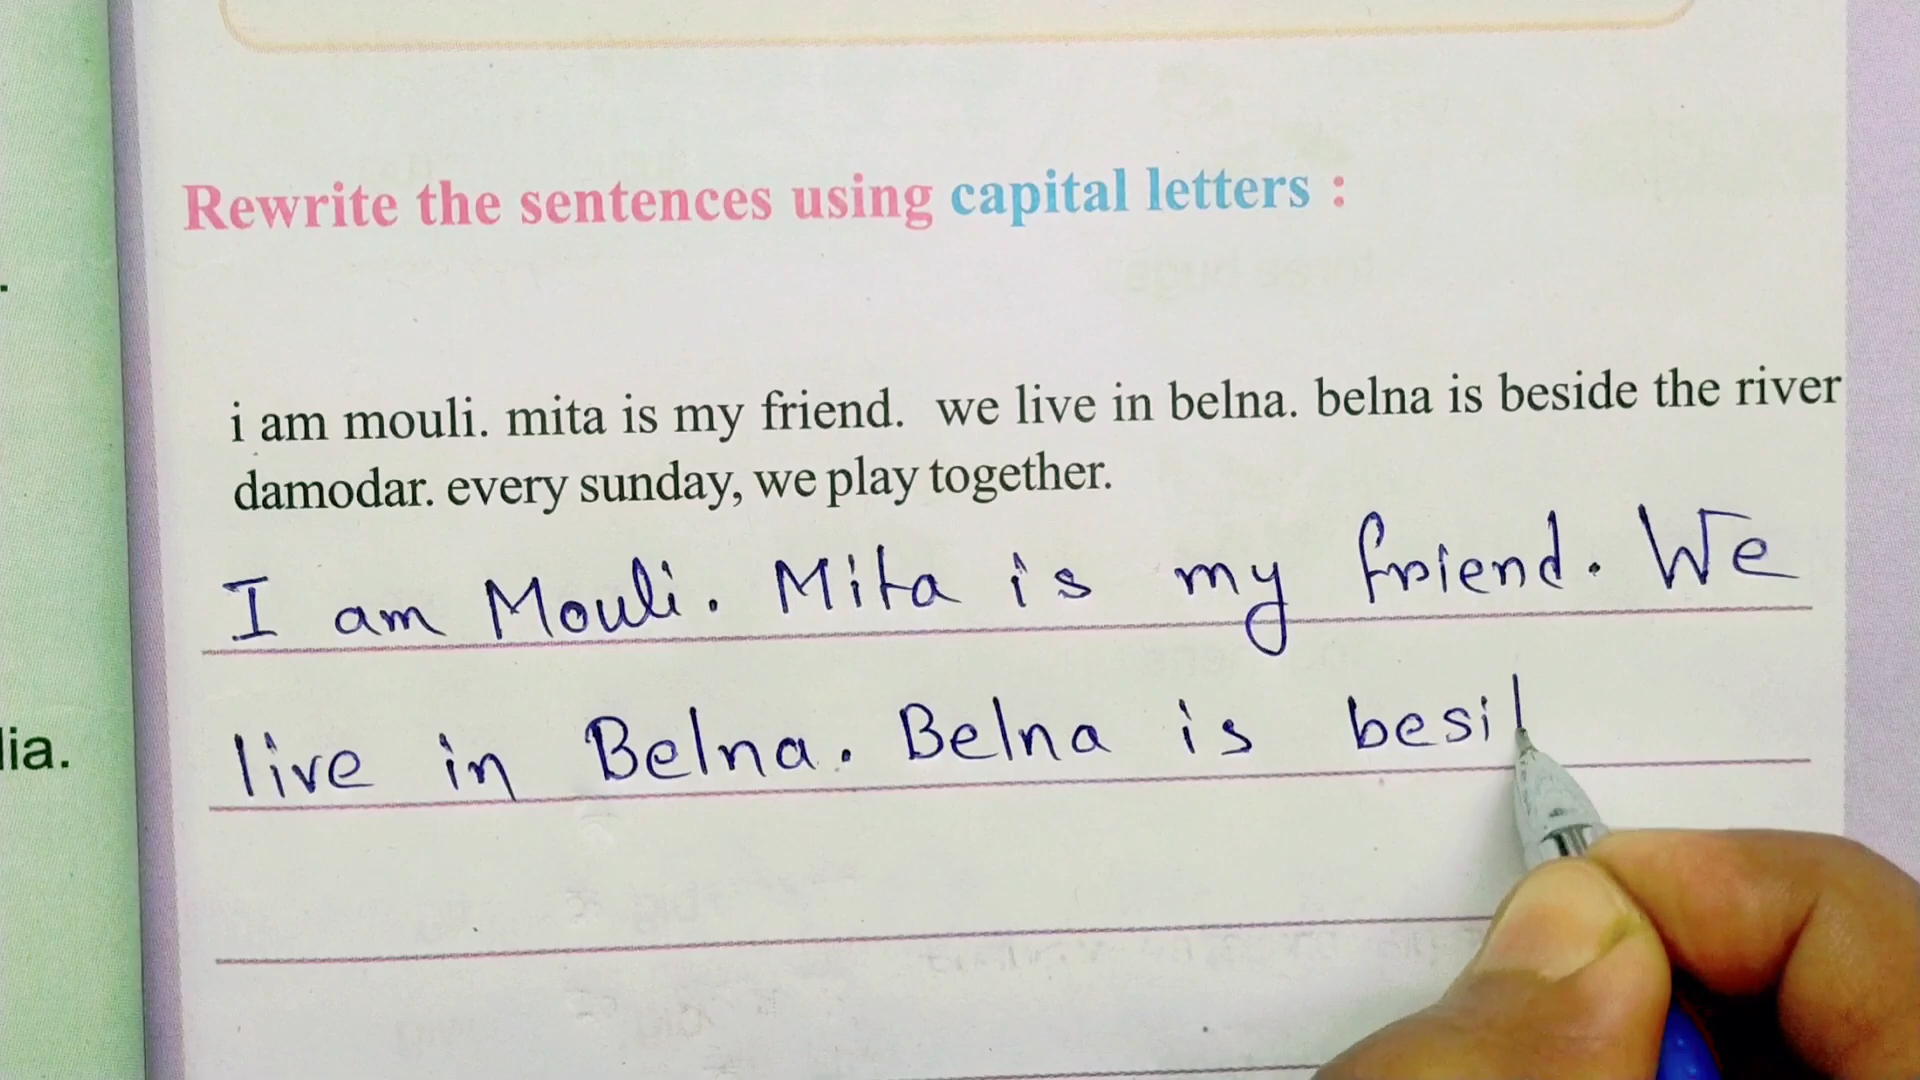 Rewrite the sentences using capital letters :
i am mouli. mita is my friend. we live in belna. belna is beside the river
damodar. every sunday, we play together.
I am Mouli. Mita is my friend. We
lia.
live in Belna. Belna is besi